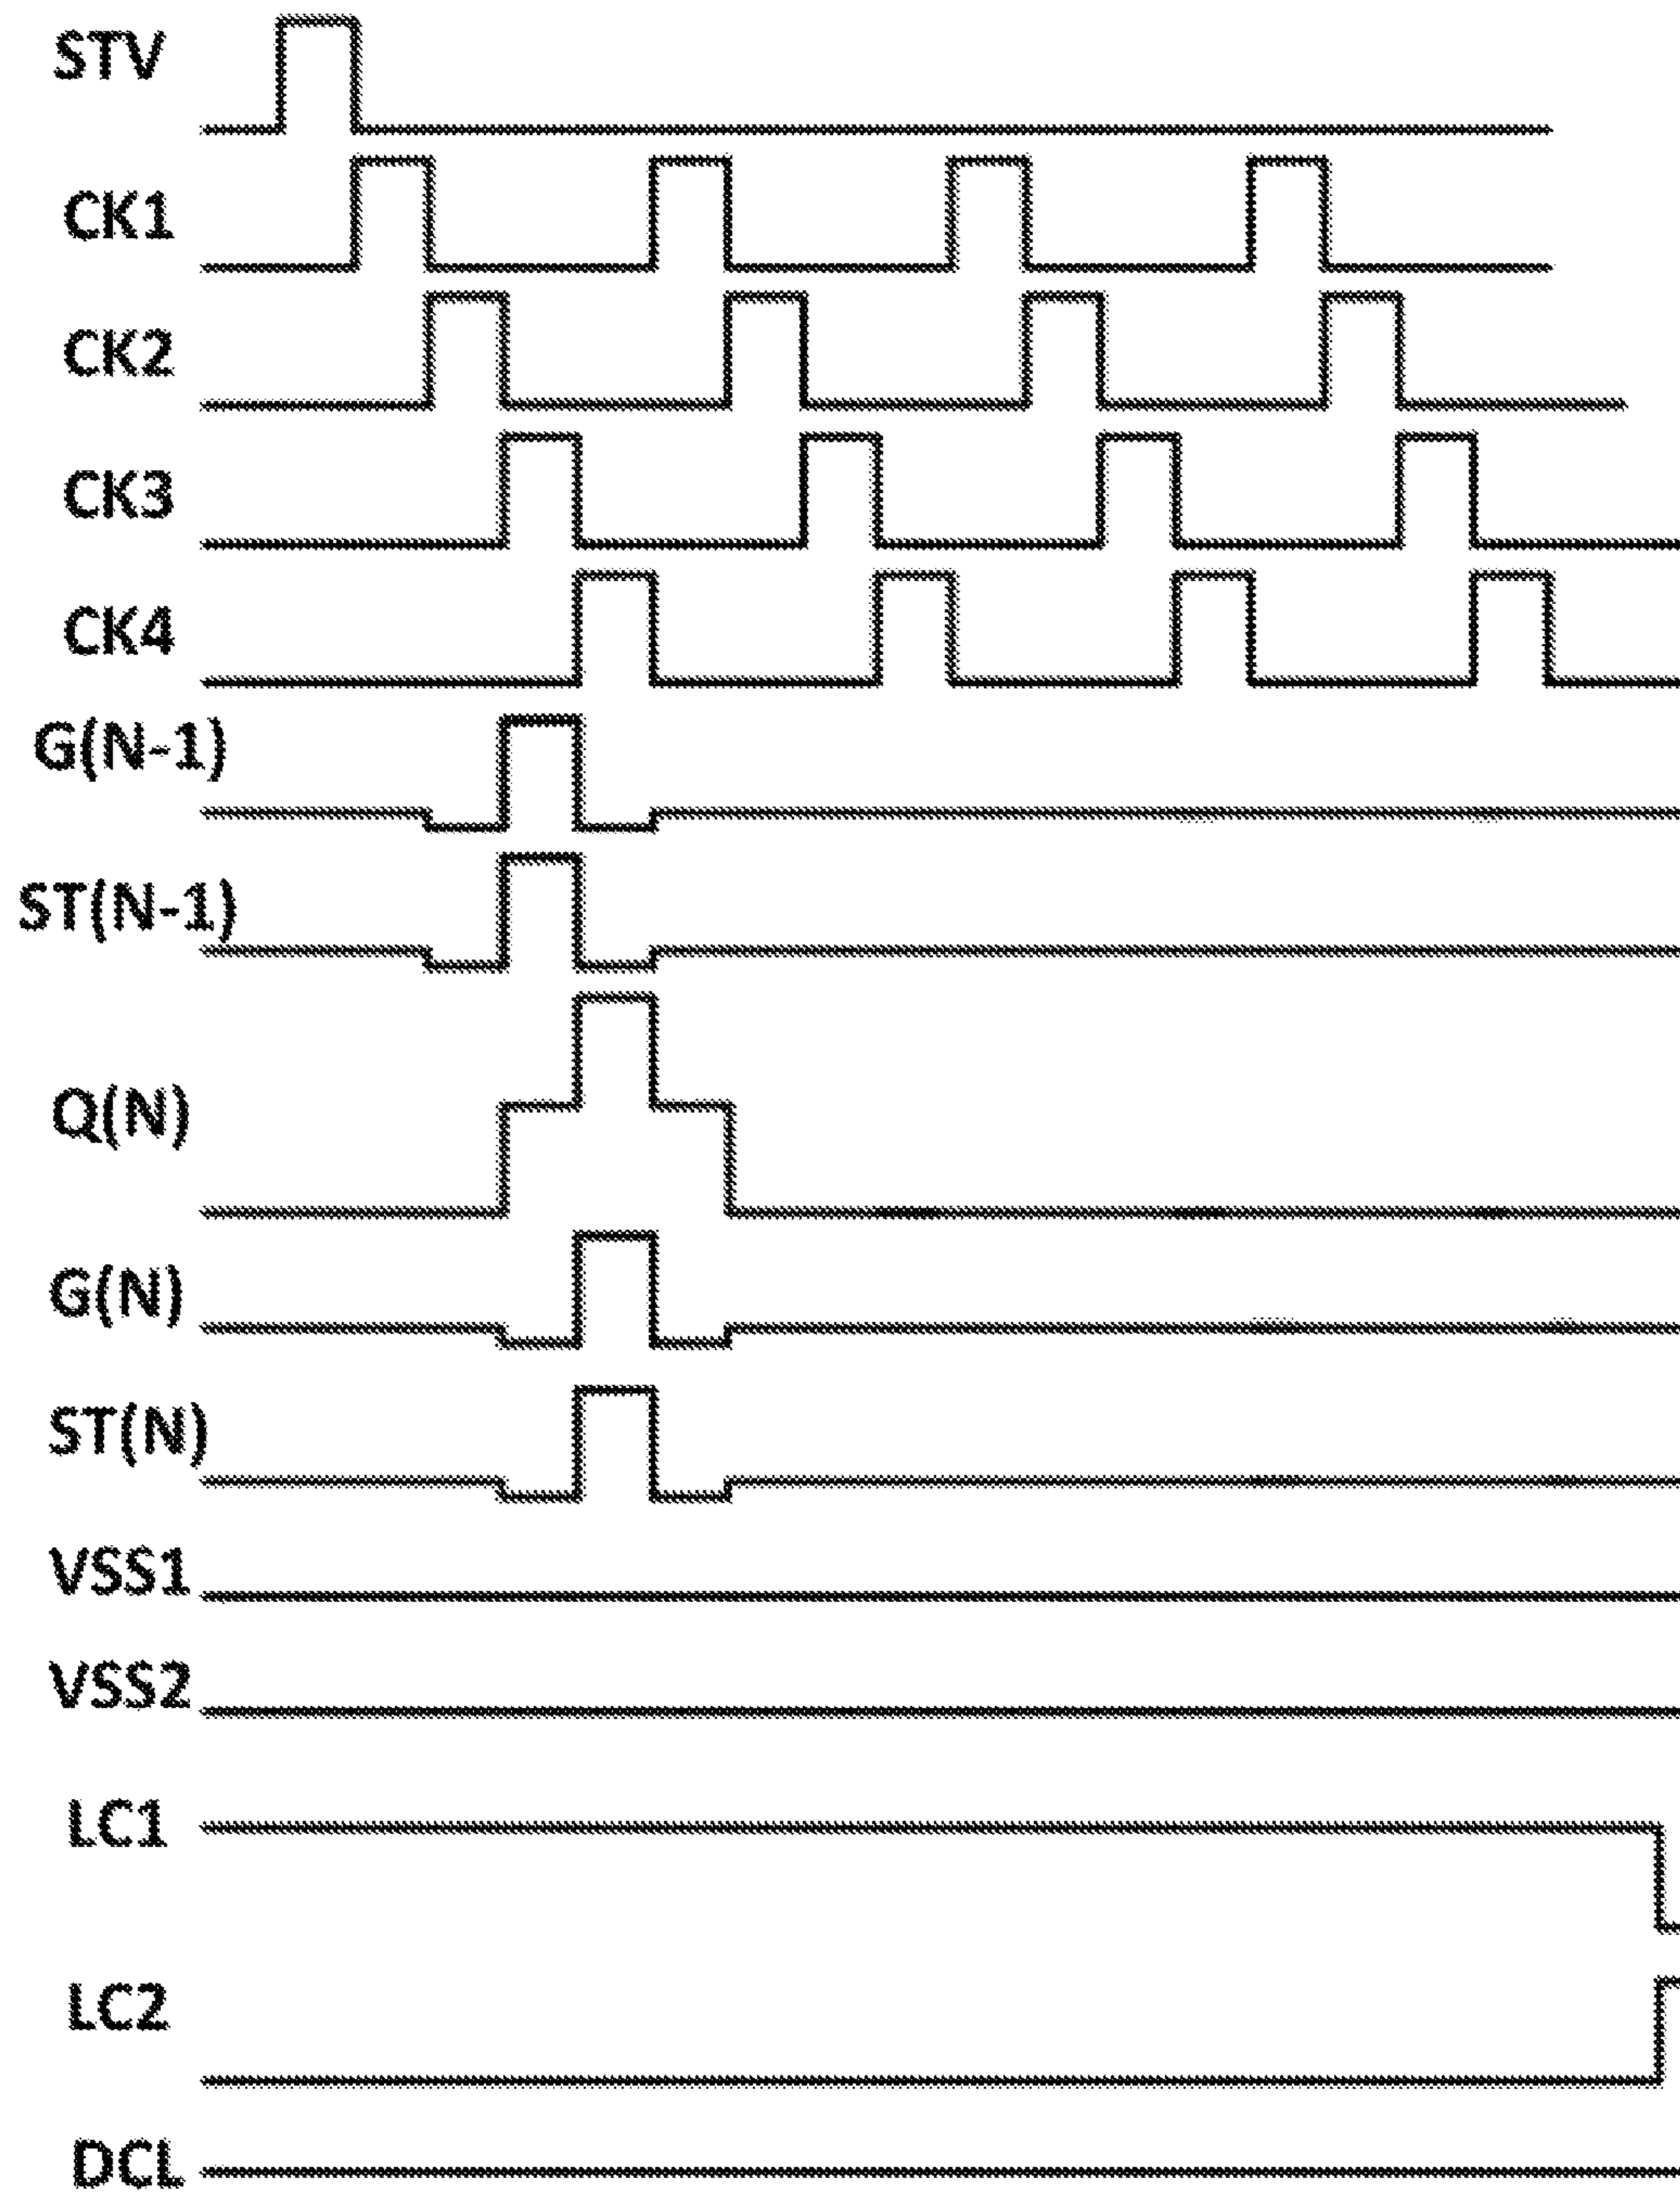 STV
CK1
CK2
CK3
CK4
G(N-1)
ST(N-1)
Q(N)
G(N)
ST(N)
VSS1
VSS2
LC1
LC2
DCL